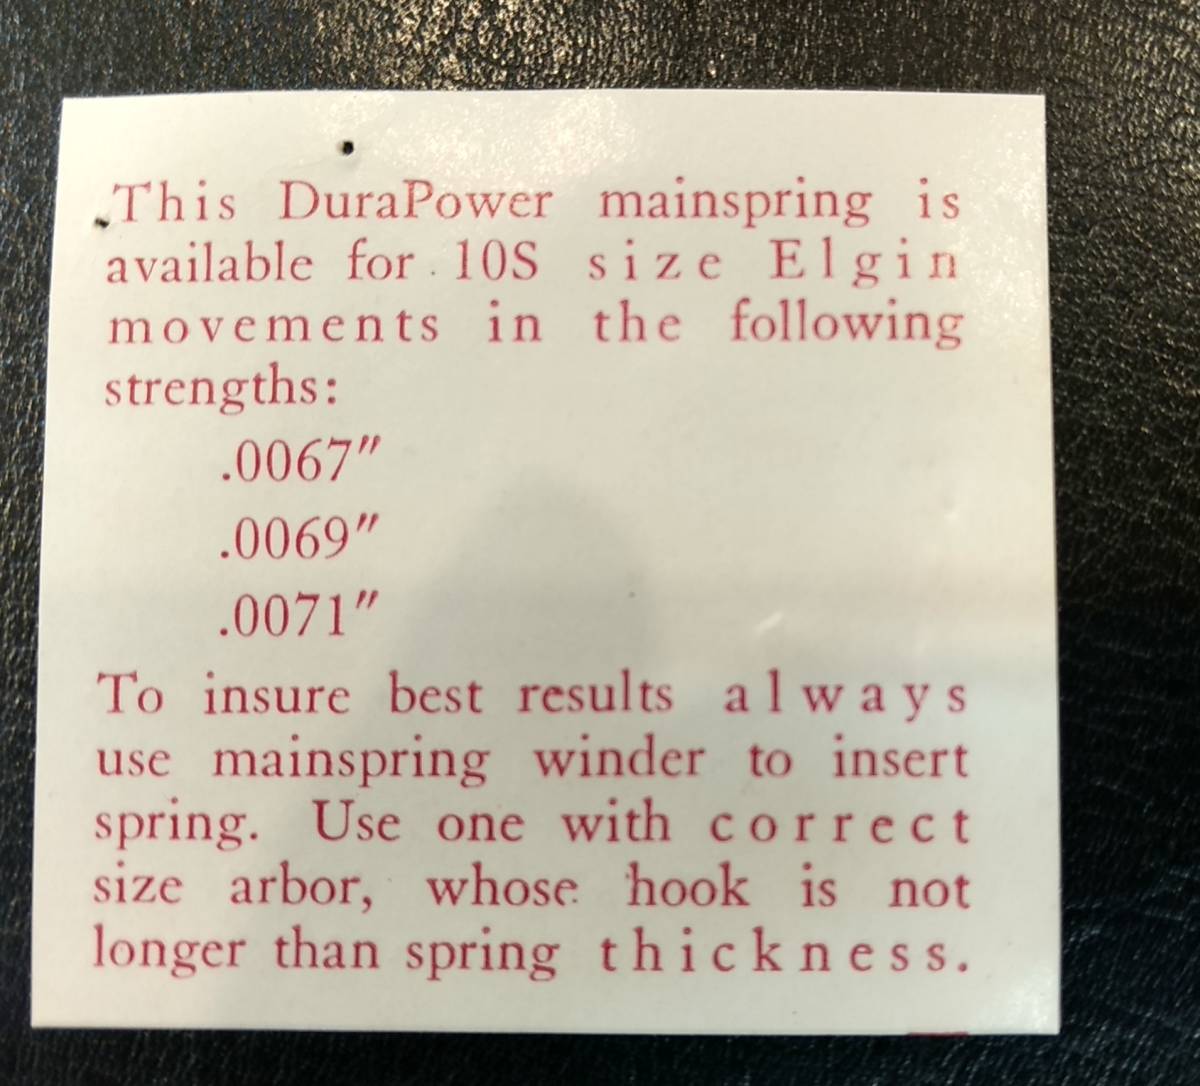 This DuraPower mainspring is
available for 10S size Elgin
movements in the following
strengths:
.0067"
.0069"
.0071"
To insure best results always
use mainspring winder to insert
spring. Use one with correct
size arbor, whose hook is not
longer than spring thickness.